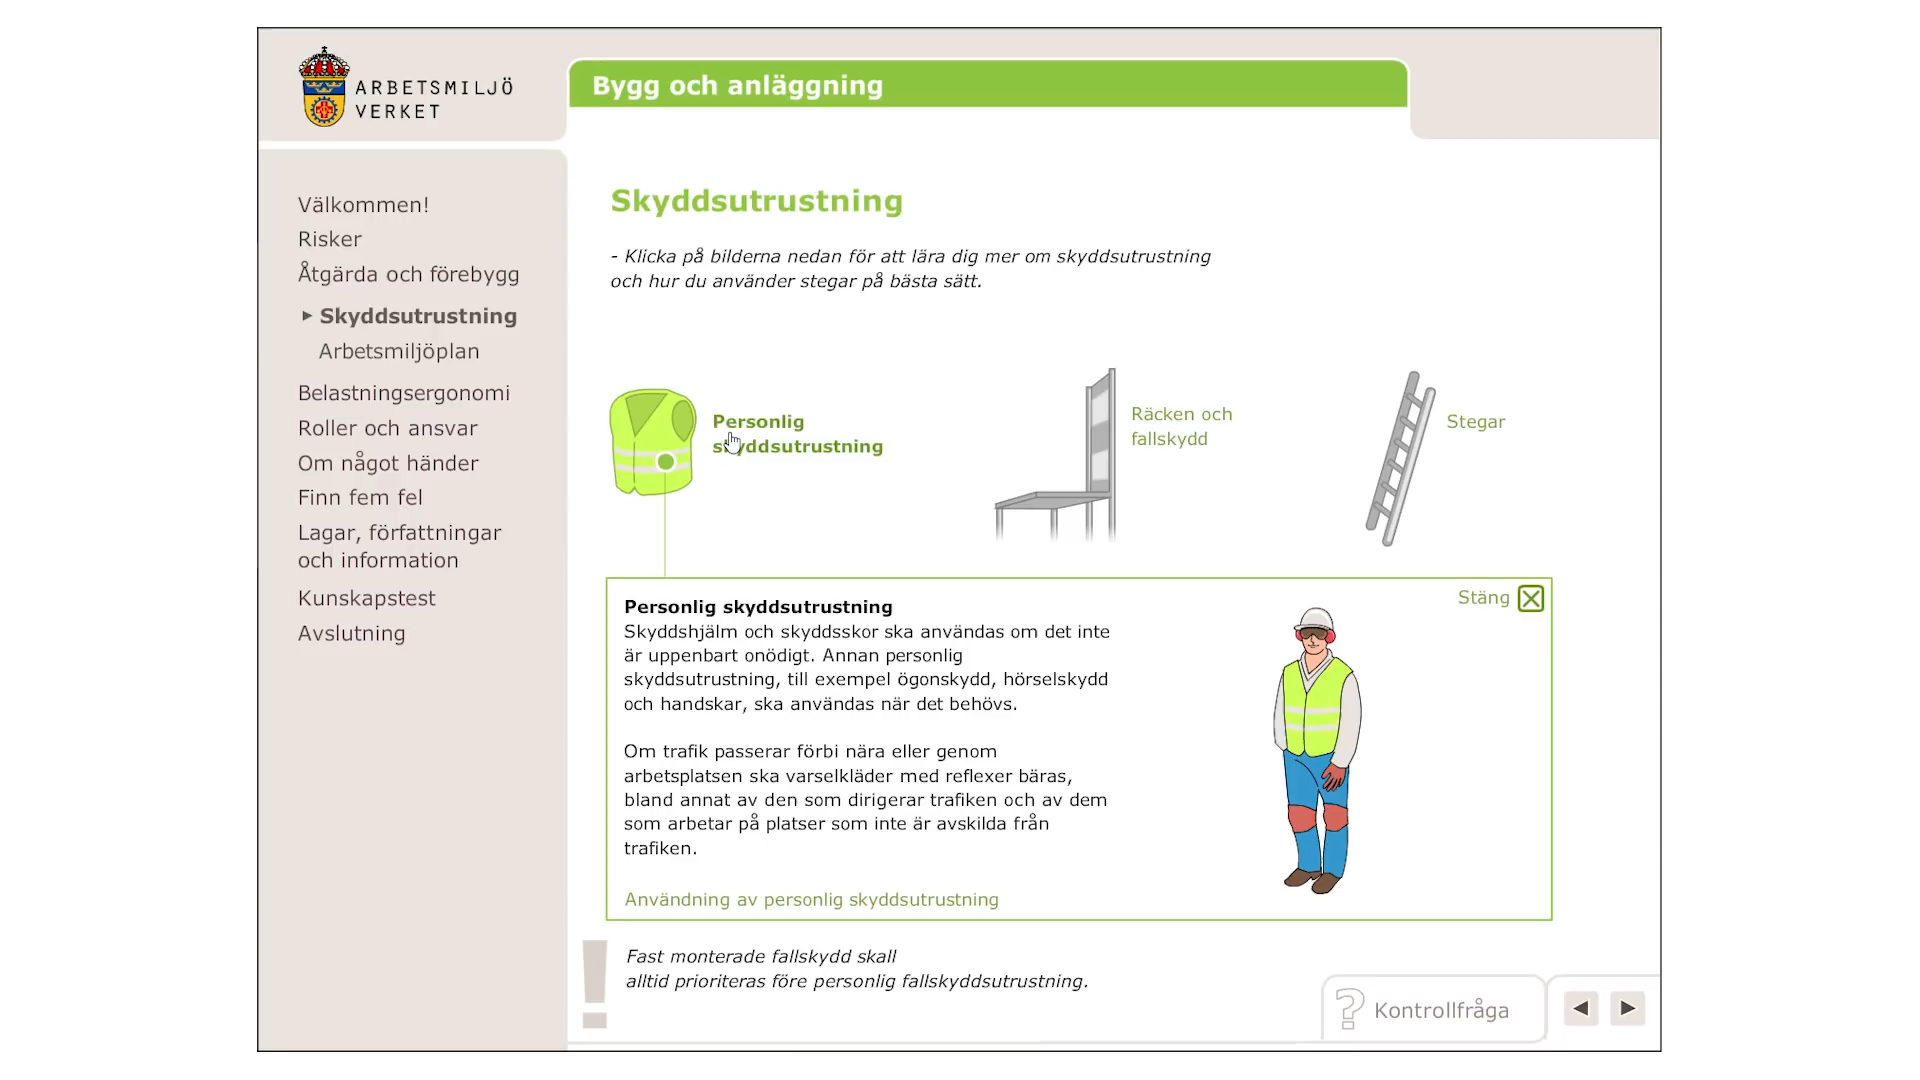 ARBETSMILJÖ
VERKET
Bygg och anläggning
Välkommen!
Risker
Åtgärda och förebygg
Skyddsutrustning
Arbetsmiljöplan
Belastningsergonomi
Roller och ansvar
Om något händer
Finn fem fel
Lagar, författningar
och information
Kunskapstest
Avslutning
Skyddsutrustning
- Klicka på bilderna nedan för att lära dig mer om skyddsutrustning
och hur du använder stegar på bästa sätt.
Personlig
skyddsutrustning
Räcken och
fallskydd
Stegar
Stäng
Personlig skyddsutrustning
Skyddshjälm och skyddsskor ska användas om det inte
är uppenbart onödigt. Annan personlig
skyddsutrustning, till exempel ögonskydd, hörselskydd
och handskar, ska användas när det behövs.
Om trafik passerar förbi nära eller genom
arbetsplatsen ska varselkläder med reflexer bäras,
bland annat av den som dirigerar trafiken och av dem
som arbetar på platser som inte är avskilda från
trafiken.
Användning av personlig skyddsutrustning
! Fast monterade fallskydd skall
alltid prioriteras före personlig fallskyddsutrustning.
? Kontrollfråga